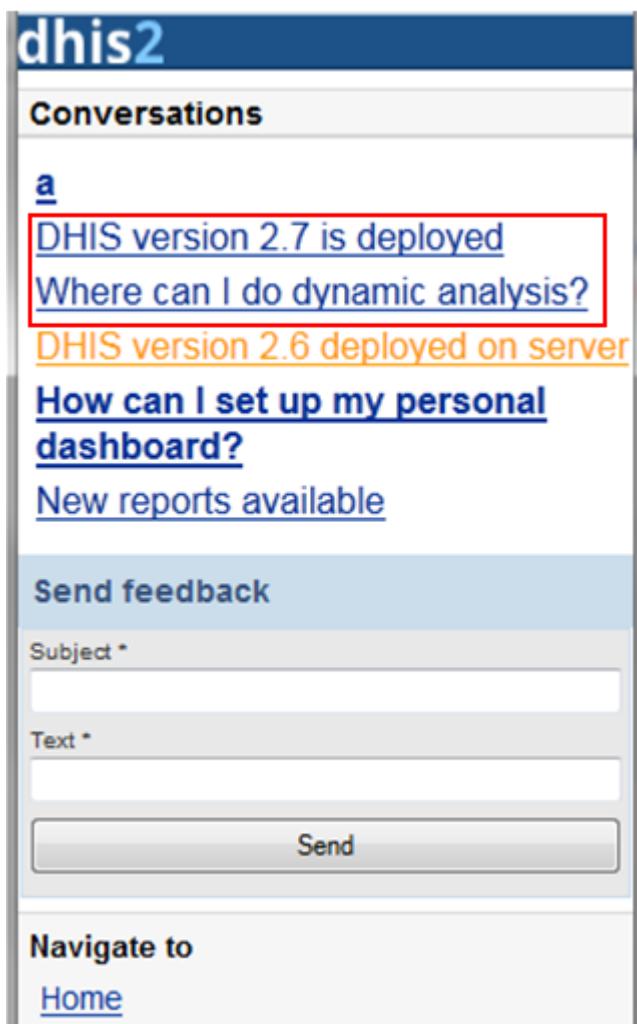 dhis2
Conversations
a
DHIS version 2.7 is deployed
Where can I do dynamic analysis?
DHIS version 2.6 deployed on server
How can I set up my personal
dashboard?
New reports available
Send feedback
Subject *
Text *
Send
Navigate to
Home